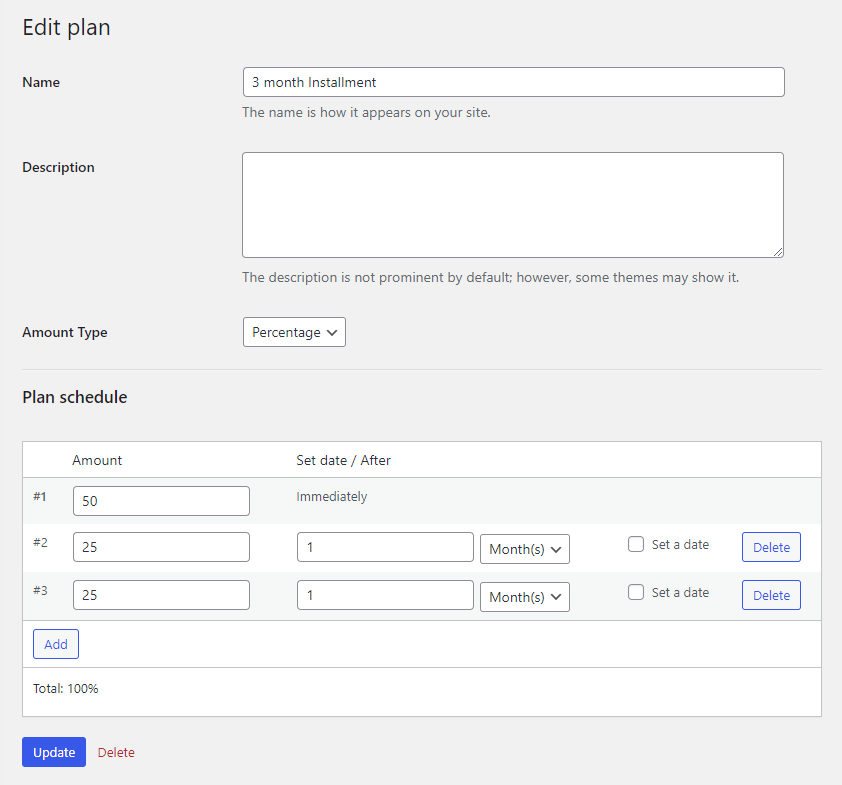 Edit plan
Name
3 month Installment
The name is how it appears on your site.
Description
The description is not prominent by default; however, some themes may show it.
Amount Type
Percentage
Plan schedule
Amount Set date / After
#1 50 Immediately
#2 25 1 Month(s) Set a date Delete
#3 25 1 Month(s) Set a date Delete
Add
Total: 100%
Update Delete